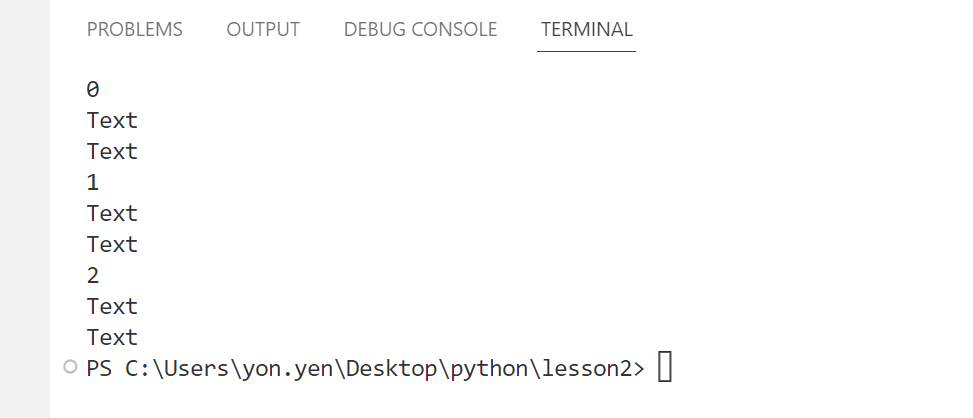 PROBLEMS OUTPUT DEBUG CONSOLE TERMINAL
0
Text
Text
1
Text
Text
2
Text
Text
PS C:\Users\yon.yen\Desktop\python\lesson2>